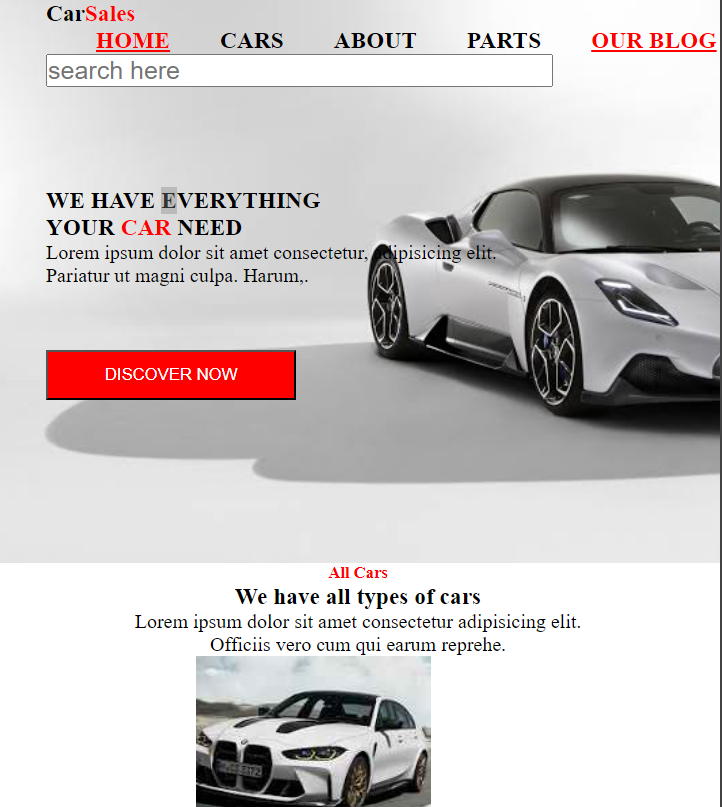 CarSales
HOME CARS ABOUT PARTS OUR BLOG
search here
WE HAVE EVERYTHING
YOUR CAR NEED
Lorem ipsum dolor sit amet consectetur, adipisicing elit.
Pariatur ut magni culpa. Harum,.
DISCOVER NOW
All Cars
We have all types of cars
Lorem ipsum dolor sit amet consectetur adipisicing elit.
Officiis vero cum qui earum reprehe.